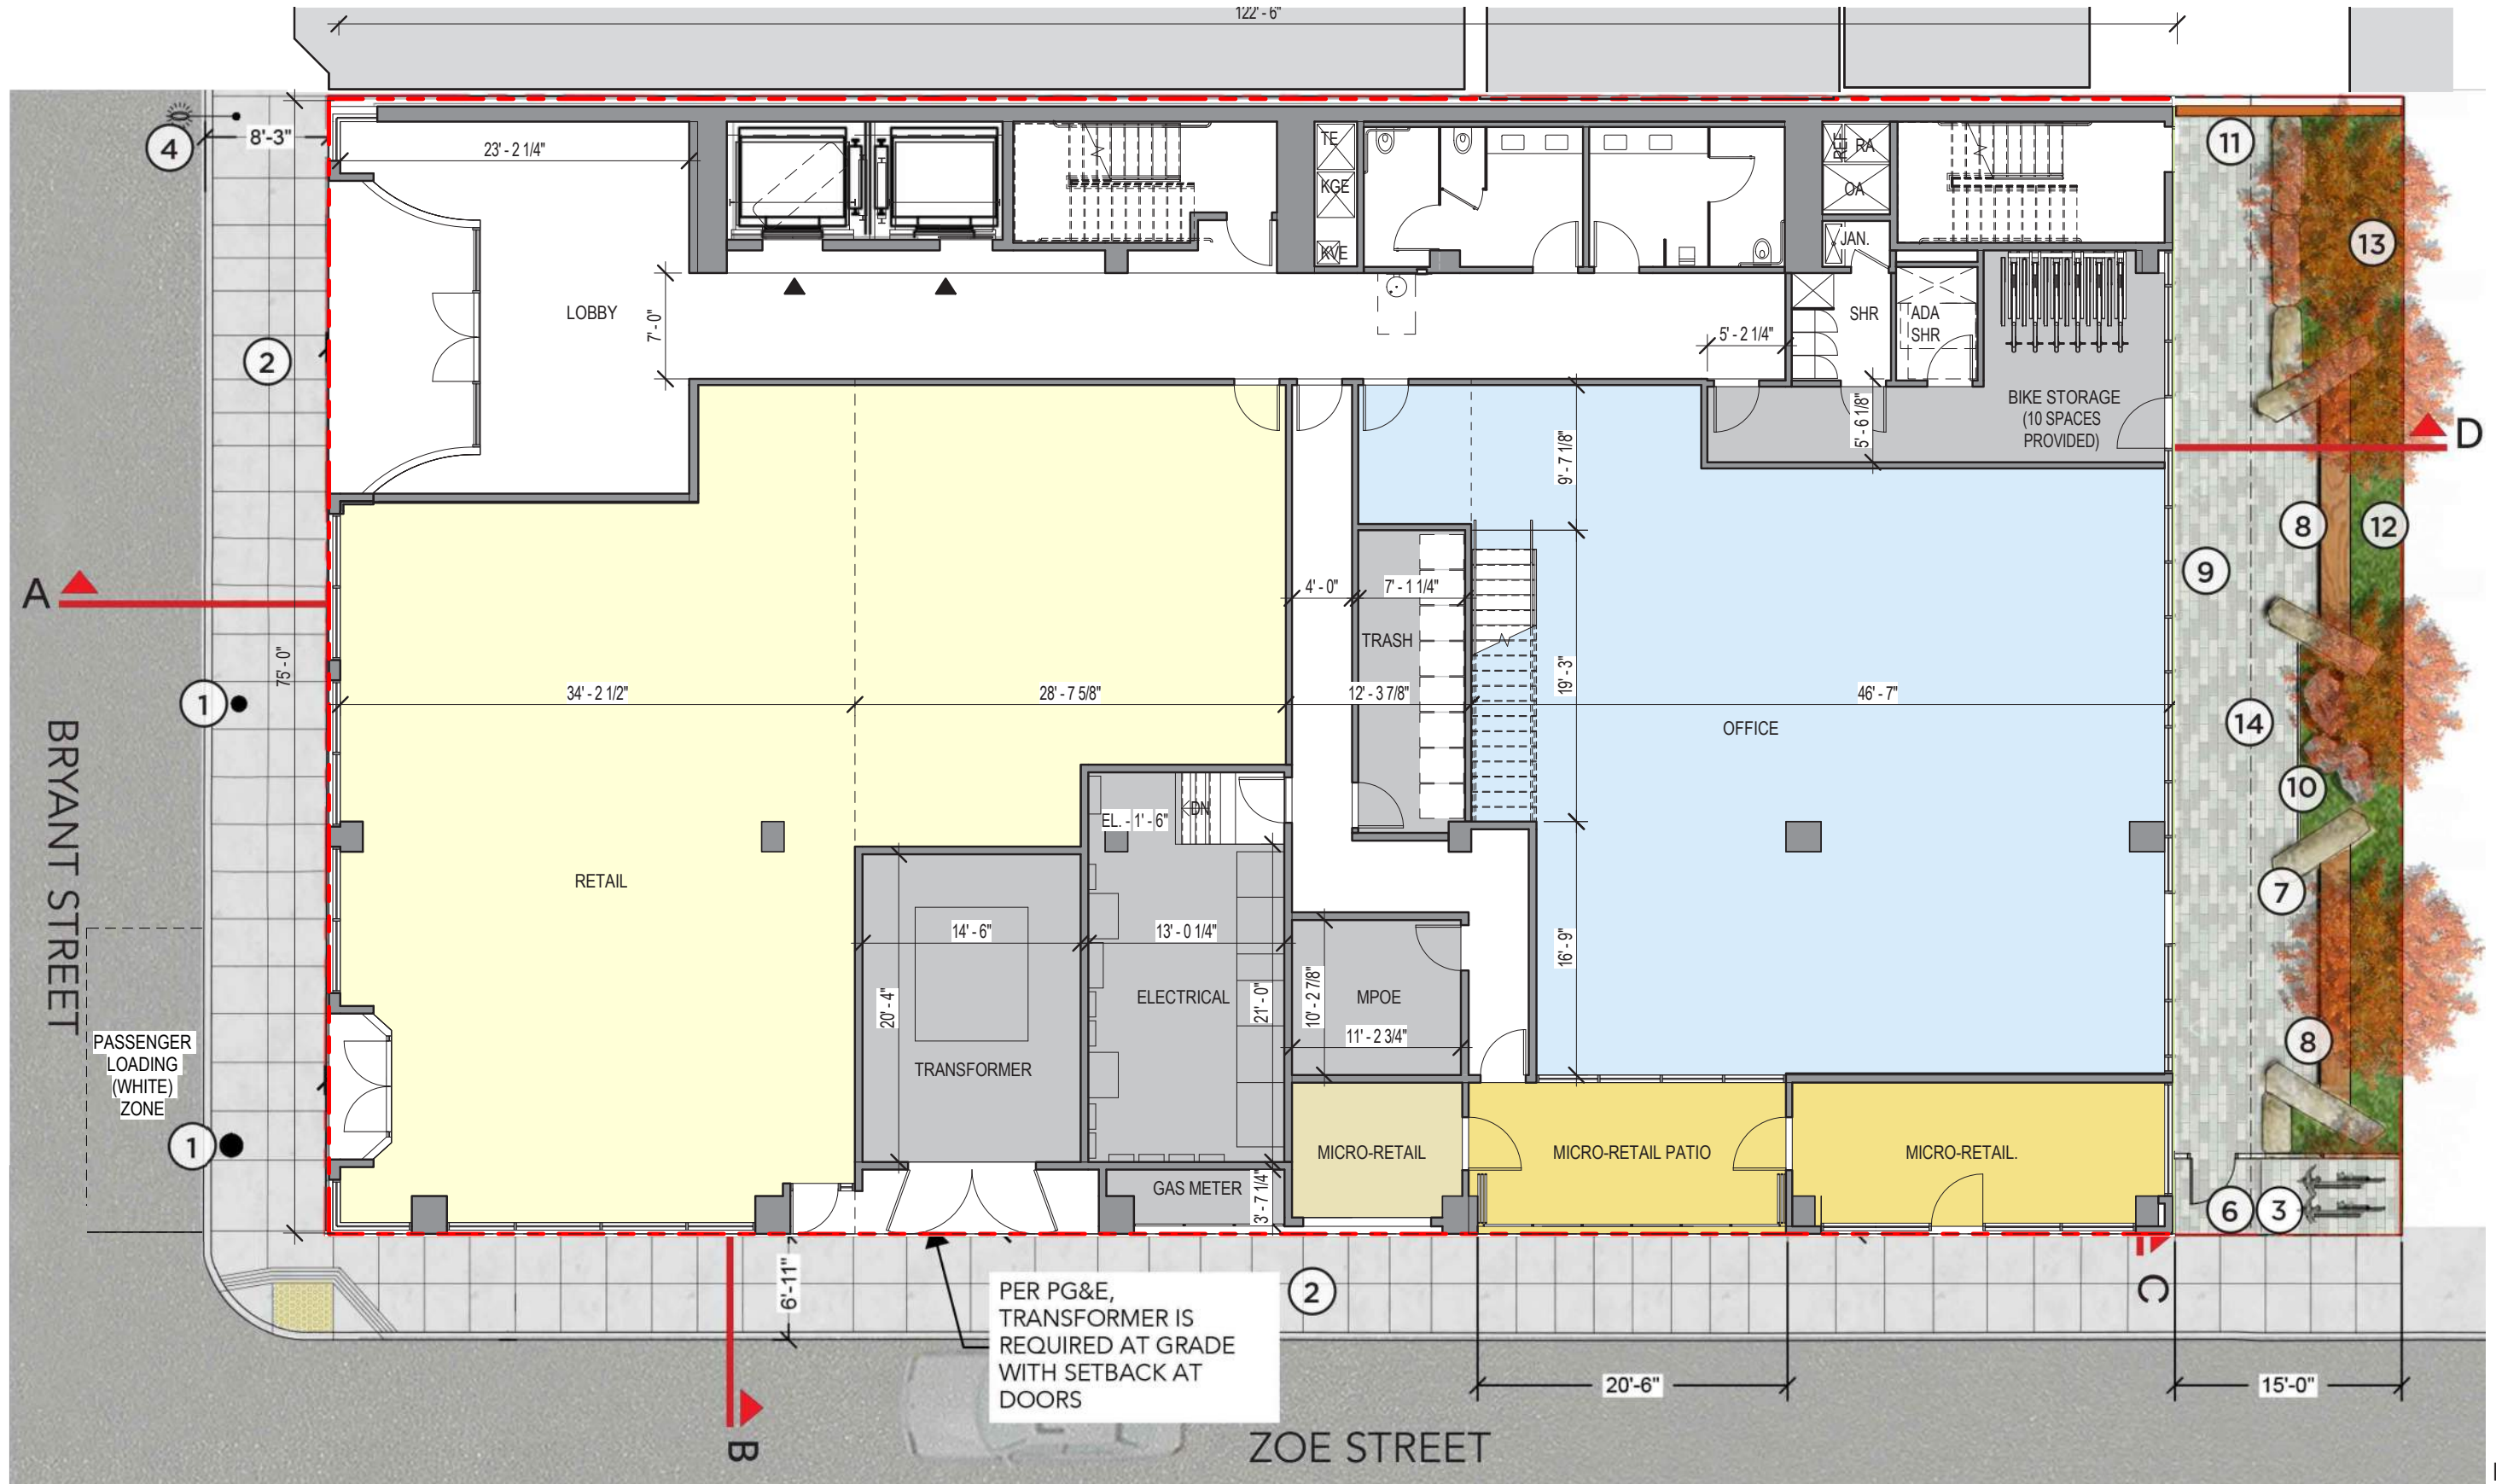 122' - 6"
4
8'-3"
23' - 2 1/4"
TE
KGE
KVE
REF
RA
OA
JAN.
11
13
LOBBY
7' - 0"
2
5' - 2 1/4"
SHR
ADA
SHR
BIKE STORAGE
(10 SPACES
PROVIDED)
5' - 6 1/8"
D
9' - 7 1/8"
8
12
9
A
4' - 0"
7' - 1 1/4"
TRASH
75' - 0"
1
34' - 2 1/2"
28' - 7 5/8"
12' - 3 7/8"
19' - 3"
46' - 7"
OFFICE
14
10
BRYANT STREET
EL. - 1' - 6"
DN
RETAIL
7
14' - 6"
13' - 0 1/4"
16' - 9"
20' - 4"
ELECTRICAL
21' - 0"
10' - 2 7/8"
MPOE
11' - 2 3/4"
8
PASSENGER
LOADING
(WHITE)
ZONE
TRANSFORMER
1
MICRO-RETAIL
MICRO-RETAIL PATIO
MICRO-RETAIL.
GAS METER
3' - 7 1/4"
6
3
6'-11"
PER PG&E,
TRANSFORMER IS
REQUIRED AT GRADE
WITH SETBACK AT
DOORS
2
C
20'-6"
15'-0"
B
ZOE STREET